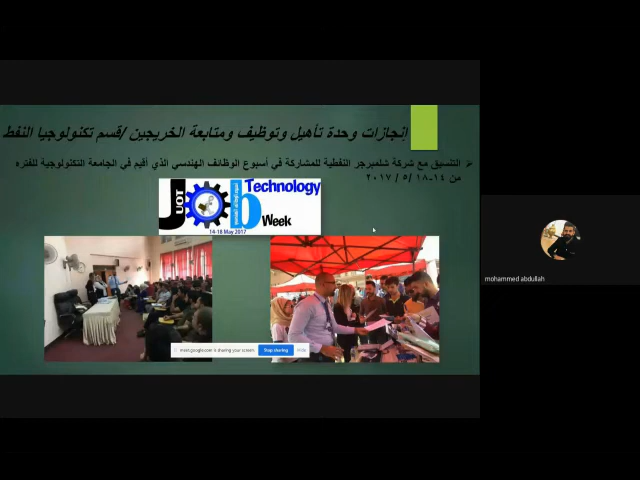 إنجازات وحدة تأهيل وتوظيف ومتابعة الخريجين /قسم تكنولوجيا النفط
التنسيق مع شركة شلمبرجر النفطية للمشاركة في أسبوع الوظائف الهندسي الذي أقيم في الجامعة التكنولوجية للفتره
من ١٤-١٨ /٥ / ٢٠١٧
JOb
UOT
Technology
Week
14-18 May 2017
mohammed abdullah
meet.google.com is sharing your screen.
Stop sharing
Hide